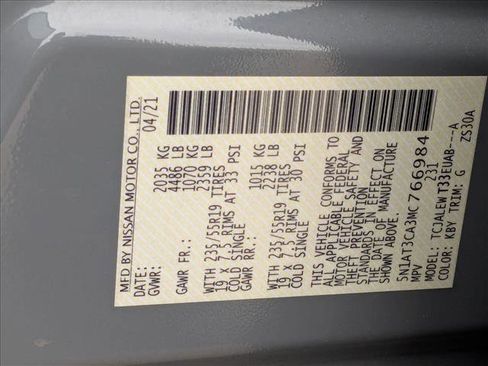 MFD BY NISSAN MOTOR CO., LTD.
DATE: 04/21
GVWR: 2035 KG
4486 LB
GAWR FR.: 1070 KG
2359 LB
WITH 235/55R19 TIRES
19 X 7.5 RIMS AT 33 PSI
COLD SINGLE
GAWR RR.: 1015 KG
2238 LB
WITH 235/55R19 TIRES
19 X 7.5 RIMS AT 30 PSI
COLD SINGLE
THIS VEHICLE CONFORMS TO
ALL APPLICABLE FEDERAL
MOTOR VEHICLE SAFETY AND
THEFT PREVENTION
STANDARDS IN EFFECT ON
THE DATE OF MANUFACTURE
SHOWN ABOVE.
5N1AT3CA3MC766984
MPV 231
MODEL: TCJALEWT33EUAB---A
COLOR: KBY TRIM: G ZS30A